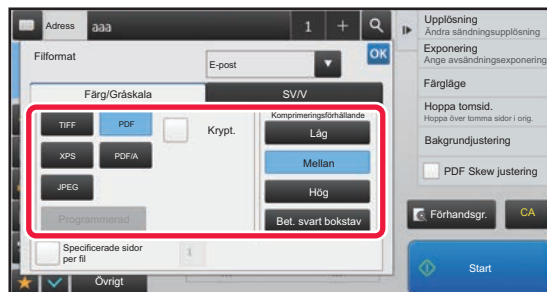 Adress aaa 1 +
Filformat
E-post
OK
Färg/Gråskala SV/V
TIFF PDF Krypt.
XPS PDF/A
JPEG
Programmerad
Komprimeringsförhållande
Låg
Mellan
Hög
Bet. svart bokstav
Specificerade sidor
per fil
1
Övrigt
Upplösning
Ändra sändningsupplösning
Exponering
Ange avsändningsexponering
Färgläge
Hoppa tomsid.
Hoppa över tomma sidor i orig.
Bakgrundjustering
PDF Skew justering
Förhandsgr. CA
Start